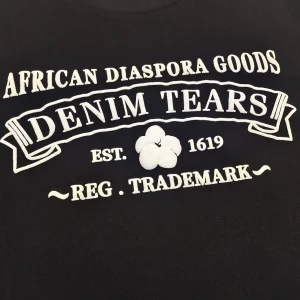 AFRICAN DIASPORA GOODS
DENIM TEARS
EST. 1619
~REG . TRADEMARK~